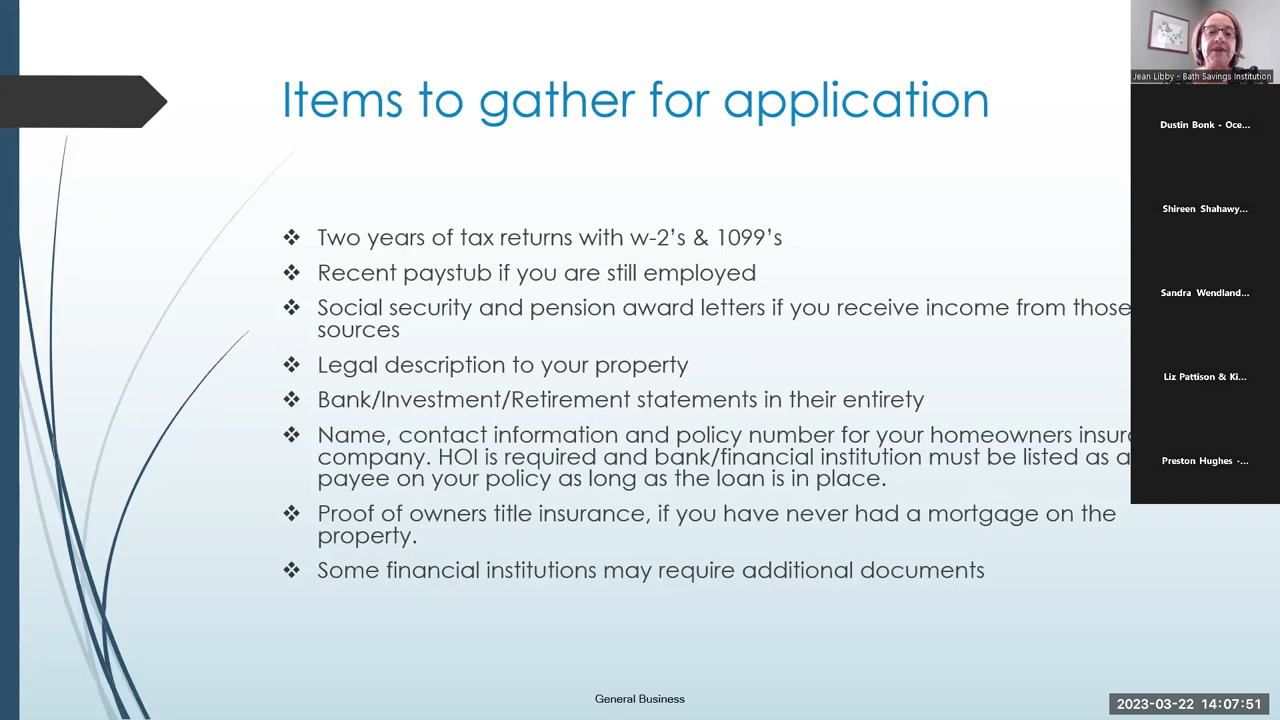 Items to gather for application
❖ Two years of tax returns with w-2's & 1099's
❖ Recent paystub if you are still employed
❖ Social security and pension award letters if you receive income from those
sources
❖ Legal description to your property
❖ Bank/Investment/Retirement statements in their entirety
❖ Name, contact information and policy number for your homeowners
company. HOI is required and bank/financial institution must be listed as a
payee on your policy as long as the loan is in place.
❖ Proof of owners title insurance, if you have never had a mortgage on the
property.
❖ Some financial institutions may require additional documents
General Business
Jean Libby - Bath Savings Institution
Dustin Bonk - Oce...
Shireen Shahawy...
Sandra Wendland...
Liz Pattison & Ki...
Preston Hughes -...
2023-03-22 14:07:51